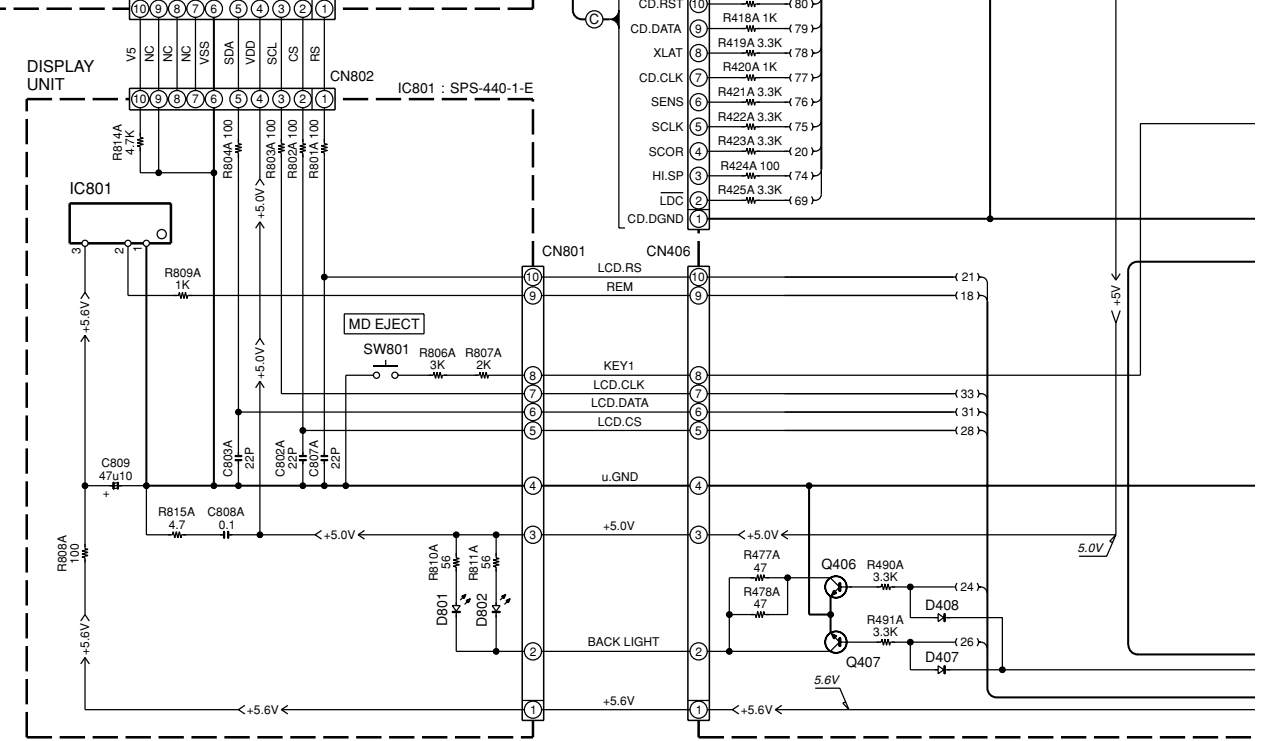 10 9 8 7 6 5 4 3 2 1
V5 NC NC NC VSS SDA VDD SCL CS RS
DISPLAY
UNIT
CN802
IC801 : SPS-440-1-E
10 9 8 7 6 5 4 3 2 1
R814A
4.7K
R804A 100
R803A 100
R802A 100
R801A 100
+5.0V
IC801
3 2 1
R809A
1K
+5.6V
+5.0V
MD EJECT
SW801
R806A
3K
R807A
2K
C803A
22P
C802A
22P
C807A
22P
C809
47u10
+
R815A
4.7
C808A
0.1
+5.0V
R808A
100
R810A
56
R811A
56
D801
D802
+5.6V
+5.6V
C
CD.RST 10 (80)
CD.DATA 9 R418A 1K (79)
XLAT 8 R419A 3.3K (78)
CD.CLK 7 R420A 1K (77)
SENS 6 R421A 3.3K (76)
SCLK 5 R422A 3.3K (75)
SCOR 4 R423A 3.3K (20)
HI.SP 3 R424A 100 (74)
LDC 2 R425A 3.3K (69)
CD.DGND 1
CN801
CN406
10 LCD.RS 10 (21)
9 REM 9 (18)
8 KEY1 8
7 LCD.CLK 7 (33)
6 LCD.DATA 6 (31)
5 LCD.CS 5 (28)
4 u.GND 4
3 +5.0V 3 +5.0V
2 BACK LIGHT 2
1 +5.6V 1 +5.6V
+5V
5.0V
R477A
47
R478A
47
Q406
R490A
3.3K
(24)
D408
R491A
3.3K
(26)
Q407
D407
5.6V